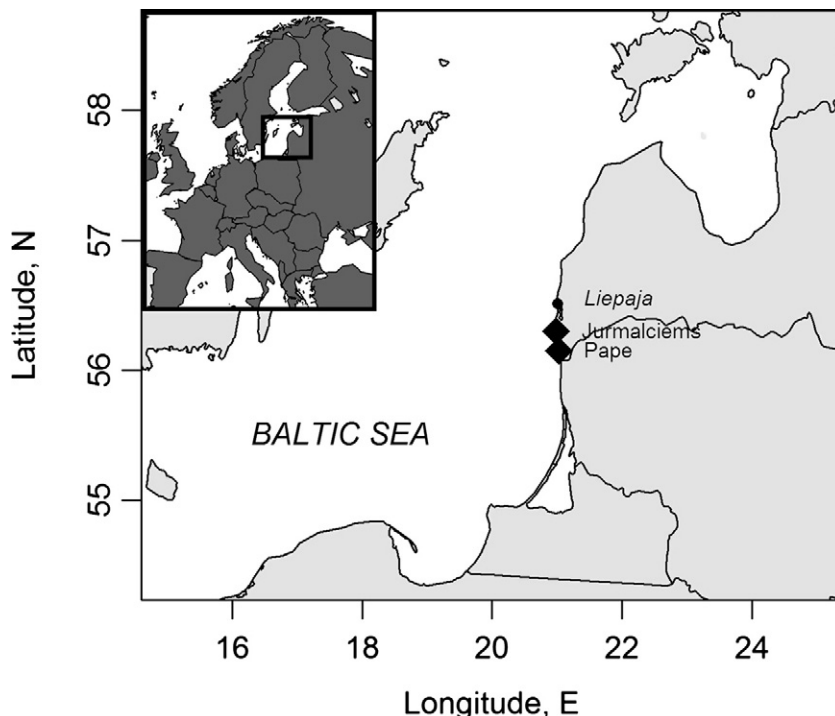 58
57
56
55
Latitude, N
Liepaja
Jurmalciems
Pape
BALTIC SEA
16 18 20 22 24
Longitude, E